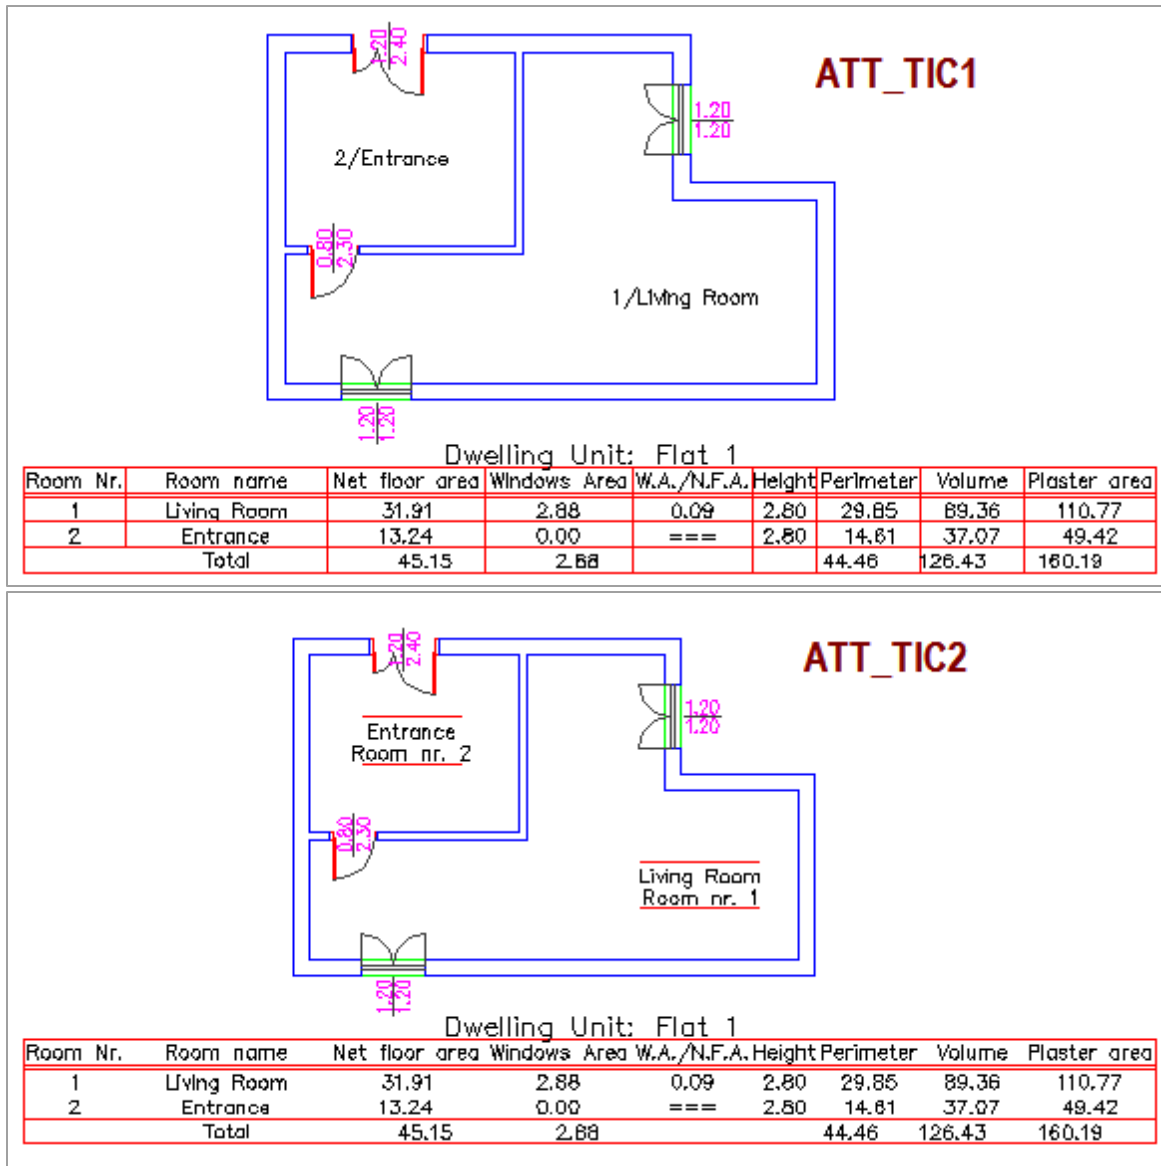 1.20
2.40
ATT_TIC1
1.20
1.20
2/Entrance
0.80
2.30
1/Living Room
1.20
1.20
Dwelling Unit: Flat 1
Room Nr. Room name Net floor area Windows Area W.A./N.F.A. Height Perimeter Volume Plaster area
1 Living Room 31.91 2.88 0.09 2.80 29.85 89.36 110.77
2 Entrance 13.24 0.00 === 2.80 14.61 37.07 49.42
Total 45.15 2.88 44.46 126.43 160.19
1.20
2.40
ATT_TIC2
1.20
1.20
Entrance
Room nr. 2
0.80
2.30
Living Room
Room nr. 1
1.20
1.20
Dwelling Unit: Flat 1
Room Nr. Room name Net floor area Windows Area W.A./N.F.A. Height Perimeter Volume Plaster area
1 Living Room 31.91 2.88 0.09 2.80 29.85 89.36 110.77
2 Entrance 13.24 0.00 === 2.80 14.61 37.07 49.42
Total 45.15 2.88 44.46 126.43 160.19